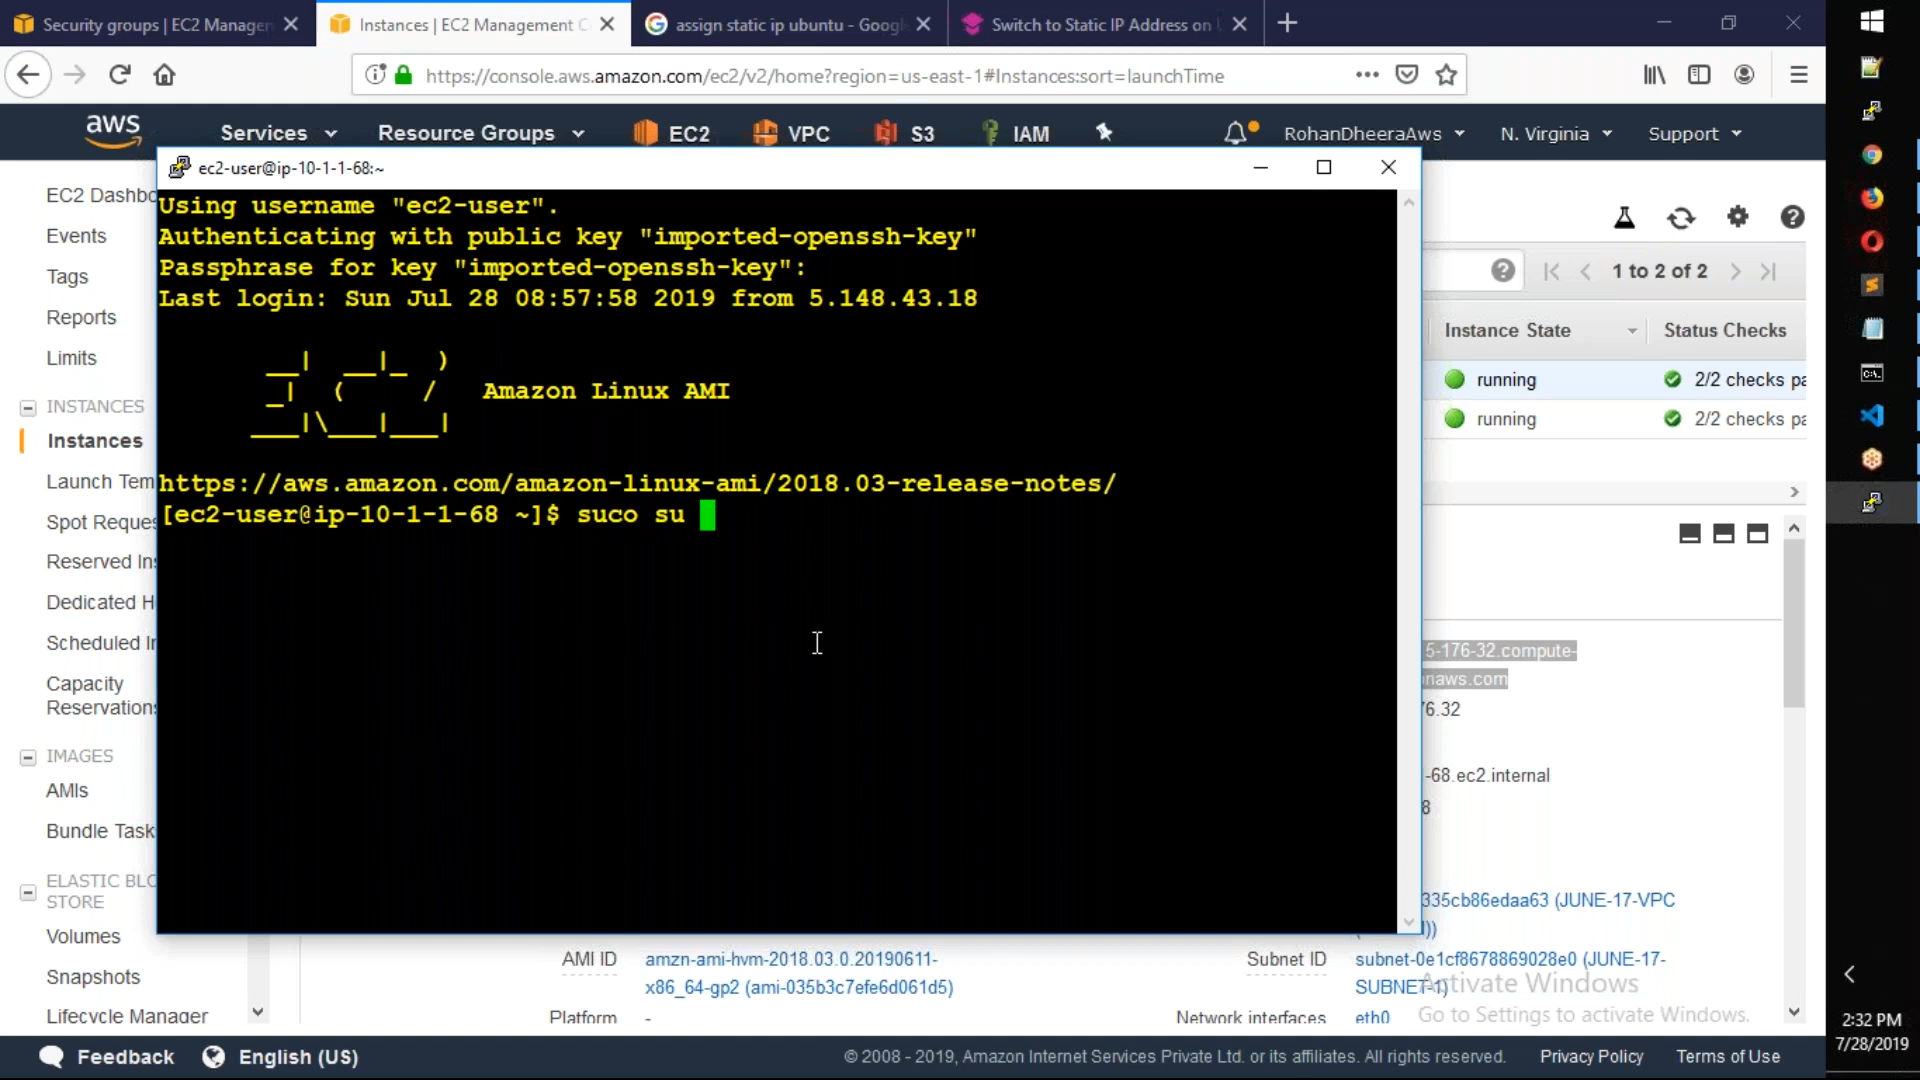 Security groups | EC2 Managen
Instances | EC2 Management C
assign static ip ubuntu - Googl
Switch to Static IP Address on
https://console.aws.amazon.com/ec2/v2/home?region=us-east-1#Instances:sort=launchTime
aws
Services
Resource Groups
EC2
VPC
S3
IAM
RohanDheeraAws
N. Virginia
Support
EC2 Dashbo
Events
Tags
Reports
Limits
INSTANCES
Instances
Launch Tem
Spot Reques
Reserved Ins
Dedicated H
Scheduled In
Capacity
Reservations
IMAGES
AMIs
Bundle Task
ELASTIC BLO
STORE
Volumes
Snapshots
Lifecycle Manager
ec2-user@ip-10-1-1-68:~
Using username "ec2-user".
Authenticating with public key "imported-openssh-key"
Passphrase for key "imported-openssh-key":
Last login: Sun Jul 28 08:57:58 2019 from 5.148.43.18
__|  __|_  )
_|  (     /   Amazon Linux AMI
___|\___|___|
https://aws.amazon.com/amazon-linux-ami/2018.03-release-notes/
[ec2-user@ip-10-1-1-68 ~]$ suco su
1 to 2 of 2
Instance State
Status Checks
running
2/2 checks pa
running
2/2 checks pa
5-176-32.compute-
naws.com
76.32
-68.ec2.internal
8
335cb86edaa63 (JUNE-17-VPC
))
AMI ID
amzn-ami-hvm-2018.03.0.20190611-
x86_64-gp2 (ami-035b3c7efe6d061d5)
Subnet ID
subnet-0e1cf8678869028e0 (JUNE-17-
SUBNET-1)
Platform
-
Network interfaces
eth0
Activate Windows
Go to Settings to activate Windows.
Feedback
English (US)
© 2008 - 2019, Amazon Internet Services Private Ltd. or its affiliates. All rights reserved.
Privacy Policy
Terms of Use
2:32 PM
7/28/2019